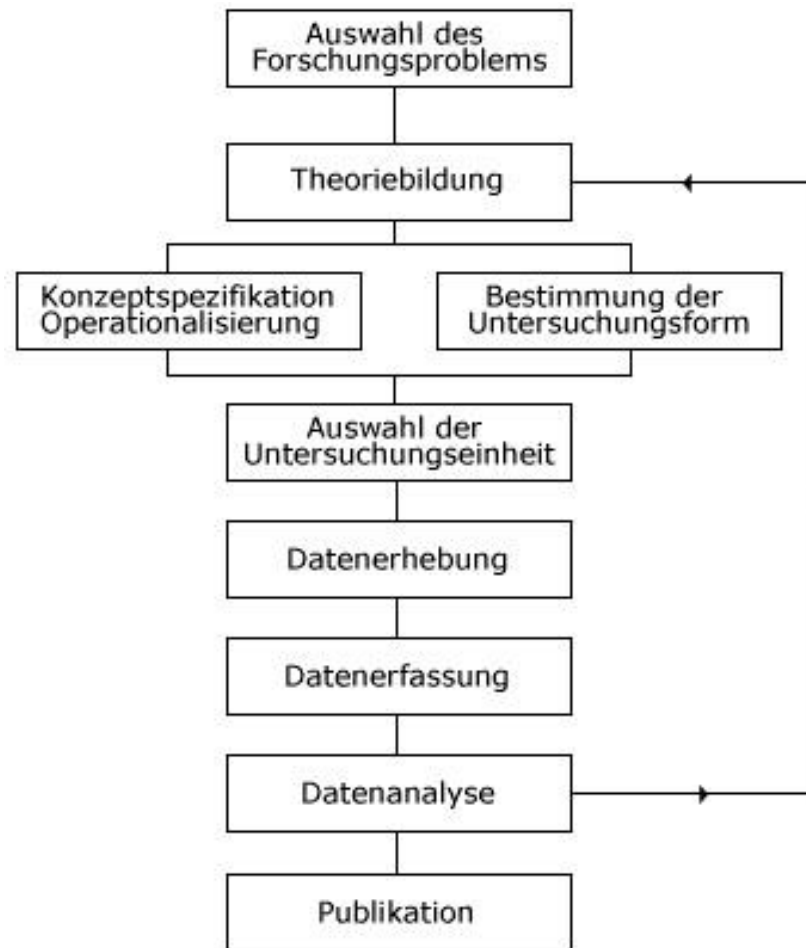 Auswahl des
Forschungsproblems
Theoriebildung
Konzeptspezifikation
Operationalisierung
Bestimmung der
Untersuchungsform
Auswahl der
Untersuchungseinheit
Datenerhebung
Datenerfassung
Datenanalyse
Publikation